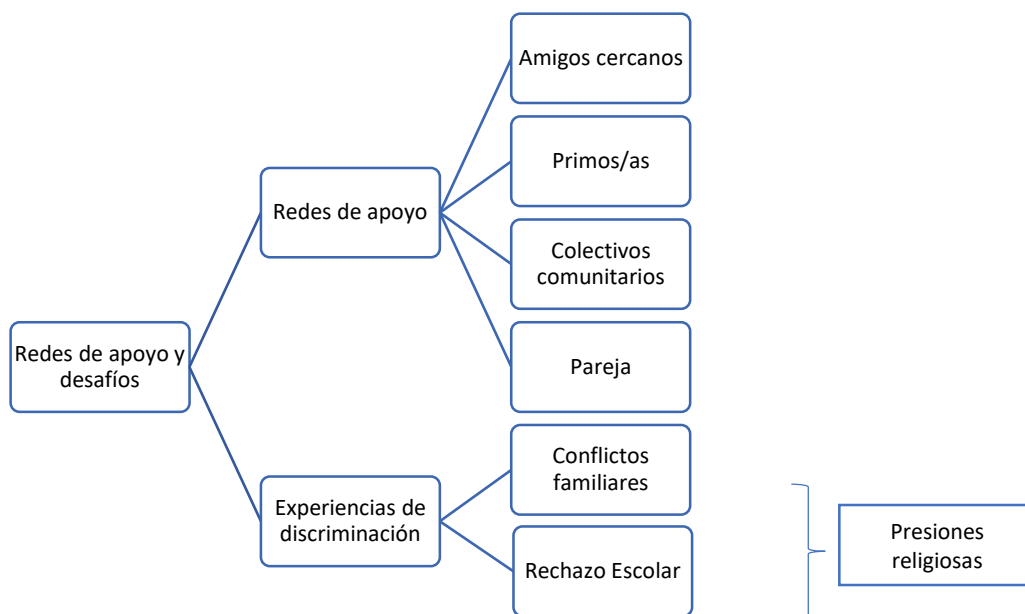 Amigos cercanos
Primos/as
Redes de apoyo
Colectivos
comunitarios
Redes de apoyo y
desafíos
Pareja
Conflictos
familiares
Experiencias de
discriminación
Rechazo Escolar
Presiones
religiosas